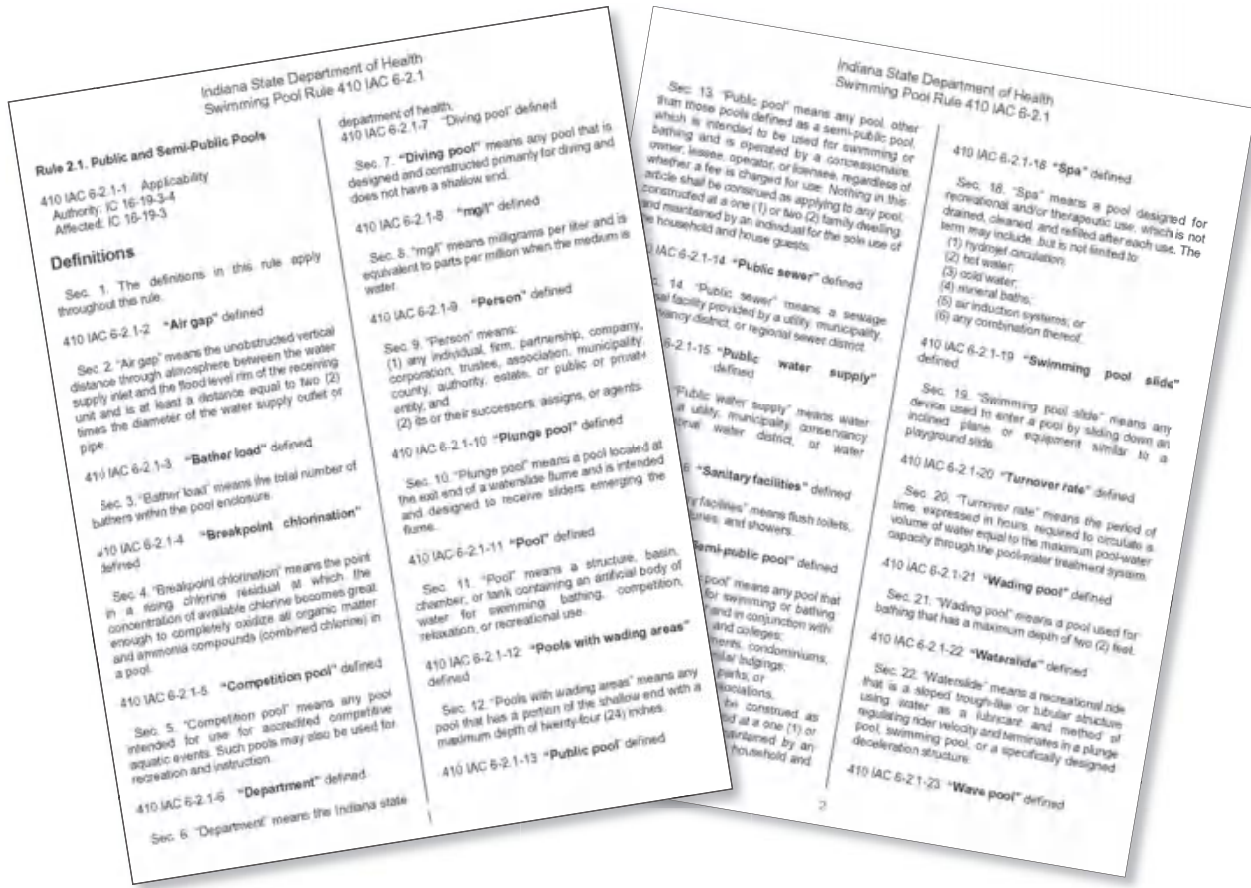 Indiana State Department of Health
Swimming Pool Rule 410 IAC 6-2.1
Rule 2.1. Public and Semi-Public Pools
410 IAC 6-2.1-1 Applicability
Authority: IC 16-19-3-4
Affected: IC 16-19-3
Definitions
Sec. 1. The definitions in this rule apply
throughout this rule.
410 IAC 6-2.1-2 "Air gap" defined
Sec. 2. "Air gap" means the unobstructed vertical
distance through atmosphere between the water
supply inlet and the flood level rim of the receiving
unit and is at least a distance equal to two (2)
times the diameter of the water supply outlet or
pipe.
410 IAC 6-2.1-3 "Bather load" defined
Sec. 3. "Bather load" means the total number of
bathers within the pool enclosure.
410 IAC 6-2.1-4 "Breakpoint chlorination"
defined
Sec. 4. "Breakpoint chlorination" means the point
in a rising chlorine residual at which the
concentration of available chlorine becomes great
enough to completely oxidize all organic matter
and ammonia compounds (combined chlorine) in
a pool.
410 IAC 6-2.1-5 "Competition pool" defined
Sec. 5. "Competition pool" means any pool
intended for use for accredited competitive
aquatic events. Such pools may also be used for
recreation and instruction.
410 IAC 6-2.1-6 "Department" defined
Sec. 6. "Department" means the Indiana state
department of health.
410 IAC 6-2.1-7 "Diving pool" defined
Sec. 7. "Diving pool" means any pool that is
designed and constructed primarily for diving and
does not have a shallow end.
410 IAC 6-2.1-8 "mg/l" defined
Sec. 8. "mg/l" means milligrams per liter and is
equivalent to parts per million when the medium is
water.
410 IAC 6-2.1-9 "Person" defined
Sec. 9. "Person" means:
(1) any individual, firm, partnership, company,
corporation, trustee, association, municipality,
county, authority, estate, or public or private
entity; and
(2) its or their successors, assigns, or agents.
410 IAC 6-2.1-10 "Plunge pool" defined
Sec. 10. "Plunge pool" means a pool located at
the exit end of a waterslide flume and is intended
and designed to receive sliders emerging the
flume.
410 IAC 6-2.1-11 "Pool" defined
Sec. 11. "Pool" means a structure, basin,
chamber, or tank containing an artificial body of
water for swimming, bathing, competition,
relaxation, or recreational use.
410 IAC 6-2.1-12 "Pools with wading areas"
defined
Sec. 12. "Pools with wading areas" means any
pool that has a portion of the shallow end with a
maximum depth of twenty-four (24) inches.
410 IAC 6-2.1-13 "Public pool" defined
1
Indiana State Department of Health
Swimming Pool Rule 410 IAC 6-2.1
Sec. 13. "Public pool" means any pool, other
than those pools defined as a semi-public pool,
which is intended to be used for swimming or
bathing and is operated by a concessionaire,
owner, lessee, operator, or licensee, regardless of
whether a fee is charged for use. Nothing in this
article shall be construed as applying to any pool,
constructed at a one (1) or two (2) family dwelling,
and maintained by an individual for the sole use of
household and house guests.
IAC 6-2.1-14 "Public sewer" defined
14. "Public sewer" means a sewage
facility provided by a utility, municipality,
district, or regional sewer district.
6-2.1-15 "Public water supply"
defined
"Public water supply" means water
utility, municipality, conservancy
water district, or water
"Sanitary facilities" defined
facilities" means flush toilets,
and showers.
"Semi-public pool" defined
pool" means any pool that
for swimming or bathing
and in conjunction with:
and colleges;
condominiums,
lodgings;
parks; or
be construed as
at a one (1) or
by an
household and
410 IAC 6-2.1-18 "Spa" defined
Sec. 18. "Spa" means a pool designed for
recreational and/or therapeutic use, which is not
drained, cleaned, and refilled after each use. The
term may include, but is not limited to:
(1) hydrojet circulation;
(2) hot water;
(3) cold water;
(4) mineral baths;
(5) air induction systems; or
(6) any combination thereof.
410 IAC 6-2.1-19 "Swimming pool slide"
defined
Sec. 19. "Swimming pool slide" means any
device used to enter a pool by sliding down an
inclined plane or equipment similar to a
playground slide.
410 IAC 6-2.1-20 "Turnover rate" defined
Sec. 20. "Turnover rate" means the period of
time, expressed in hours, required to circulate a
volume of water equal to the maximum pool-water
capacity through the pool-water treatment system.
410 IAC 6-2.1-21 "Wading pool" defined
Sec. 21. "Wading pool" means a pool used for
bathing that has a maximum depth of two (2) feet.
410 IAC 6-2.1-22 "Waterslide" defined
Sec. 22. "Waterslide" means a recreational ride
that is a sloped trough-like or tubular structure
using water as a lubricant and method of
regulating rider velocity and terminates in a plunge
pool, swimming pool, or a specifically designed
deceleration structure.
410 IAC 6-2.1-23 "Wave pool" defined
2